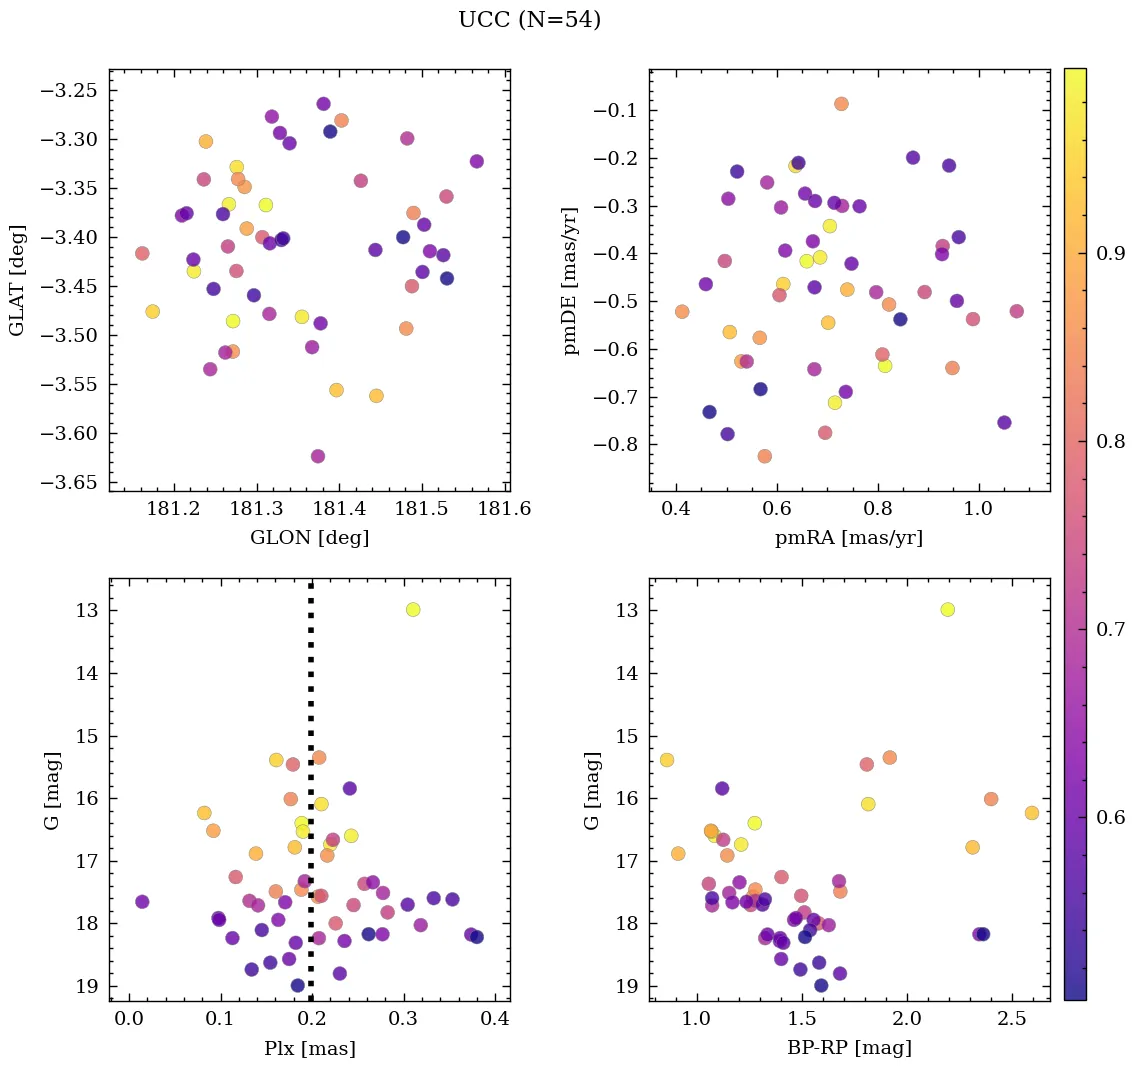 UCC (N=54)
−3.25
−3.30
−3.35
−3.40
−3.45
−3.50
−3.55
−3.60
−3.65
GLAT [deg]
181.2 181.3 181.4 181.5 181.6
GLON [deg]
−0.1
−0.2
−0.3
−0.4
−0.5
−0.6
−0.7
−0.8
pmDE [mas/yr]
0.4 0.6 0.8 1.0
pmRA [mas/yr]
13
14
15
16
17
18
19
G [mag]
0.0 0.1 0.2 0.3 0.4
Plx [mas]
13
14
15
16
17
18
19
G [mag]
1.0 1.5 2.0 2.5
BP-RP [mag]
0.9
0.8
0.7
0.6